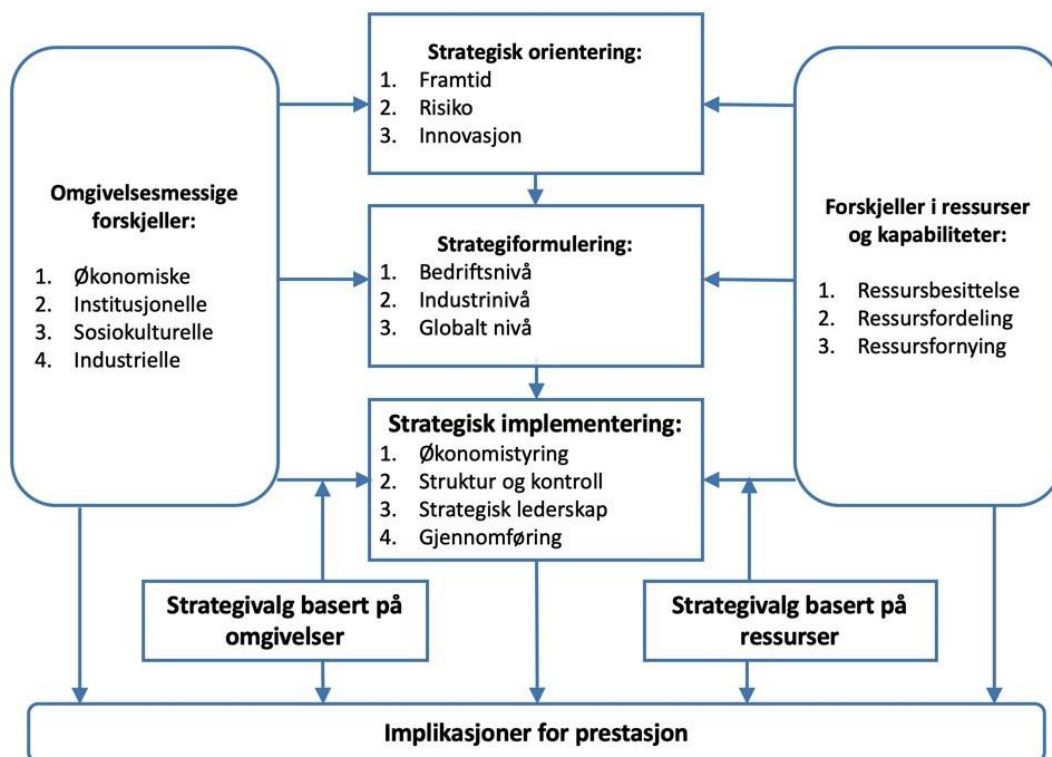 Strategisk orientering:
1. Framtid
2. Risiko
3. Innovasjon
Omgivelsesmessige
forskjeller:
1. Økonomiske
2. Institusjonelle
3. Sosiokulturelle
4. Industrielle
Strategiformulering:
1. Bedriftsnivå
2. Industrinivå
3. Globalt nivå
Forskjeller i ressurser
og kapabiliteter:
1. Ressursbesittelse
2. Ressursfordeling
3. Ressursfornying
Strategisk implementering:
1. Økonomistyring
2. Struktur og kontroll
3. Strategisk lederskap
4. Gjennomføring
Strategivalg basert på
omgivelser
Strategivalg basert på
ressurser
Implikasjoner for prestasjon